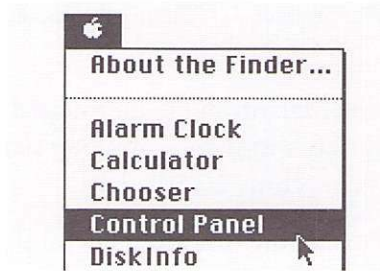 About the Finder...
Alarm Clock
Calculator
Chooser
Control Panel
DiskInfo